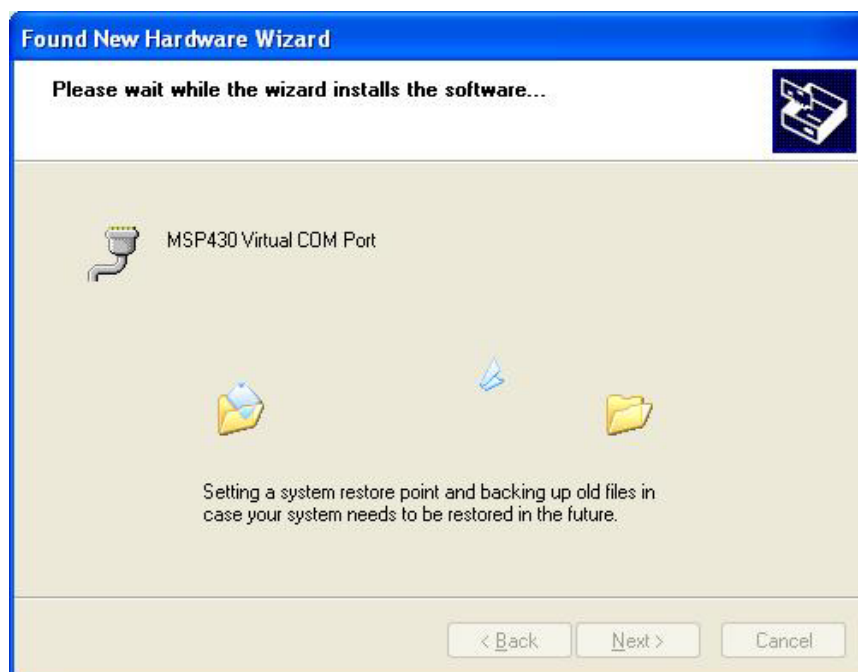 Found New Hardware Wizard
Please wait while the wizard installs the software...
MSP430 Virtual COM Port
Setting a system restore point and backing up old files in
case your system needs to be restored in the future.
< Back
Next >
Cancel